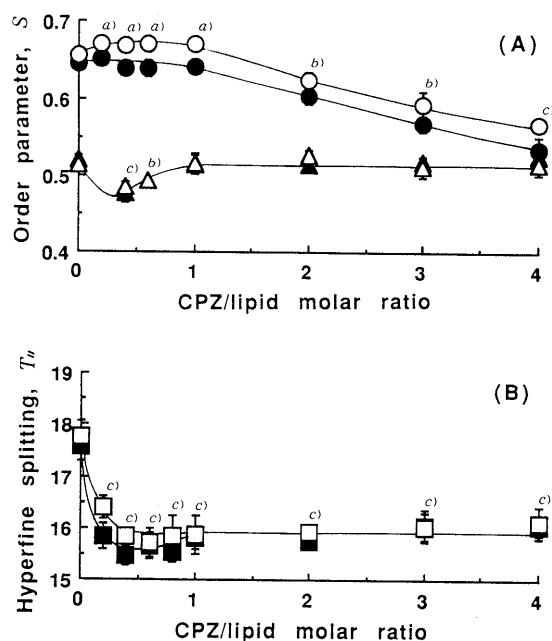 0.7
a) a) a) a)
(A)
b)
0.6
b)
c)
Order parameter, S
0.5
c) b)
0.4
0 1 2 3 4
CPZ/lipid molar ratio
19
(B)
18
Hyperfine splitting, T∥
17
c)
c) c) c) c) c) c) c)
16
15
0 1 2 3 4
CPZ/lipid molar ratio